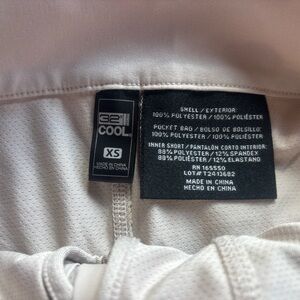 32
COOL
XS
MADE IN CHINA
HECHO EN CHINA
SHELL / EXTERIOR:
100% POLYESTER / 100% POLIÉSTER
POCKET BAG / BOLSO DE BOLSILLO:
100% POLYESTER / 100% POLIÉSTER
INNER SHORT / PANTALÓN CORTO INTERIOR:
88% POLYESTER / 12% SPANDEX
88% POLIÉSTER / 12% ELASTANO
RN 165550
LOT# T2413682
MADE IN CHINA
HECHO EN CHINA